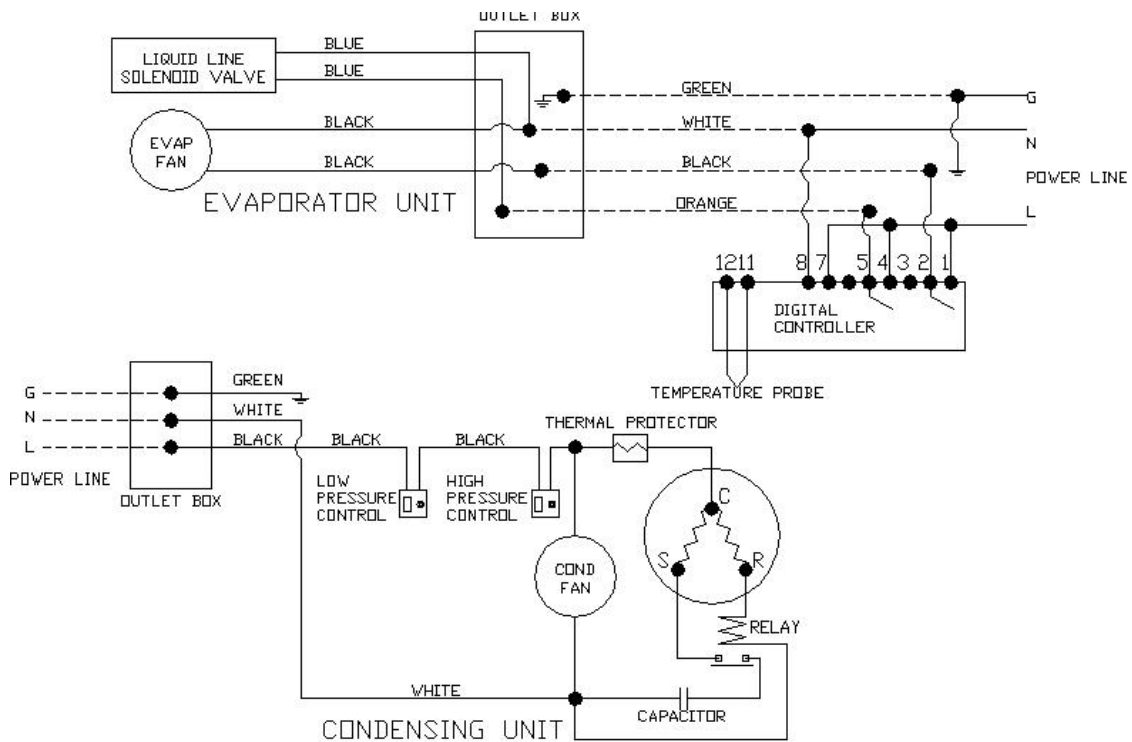 OUTLET BOX
BLUE
LIQUID LINE
SOLENOID VALVE
BLUE
GREEN
G
BLACK
WHITE
N
EVAP
FAN
BLACK
BLACK
POWER LINE
EVAPORATOR UNIT
ORANGE
L
12 11 8 7 5 4 3 2 1
DIGITAL
CONTROLLER
TEMPERATURE PROBE
G
GREEN
N
WHITE
THERMAL PROTECTOR
L
BLACK
BLACK
BLACK
POWER LINE
OUTLET BOX
LOW
PRESSURE
CONTROL
HIGH
PRESSURE
CONTROL
C
S
R
COND
FAN
RELAY
WHITE
CAPACITOR
CONDENSING UNIT